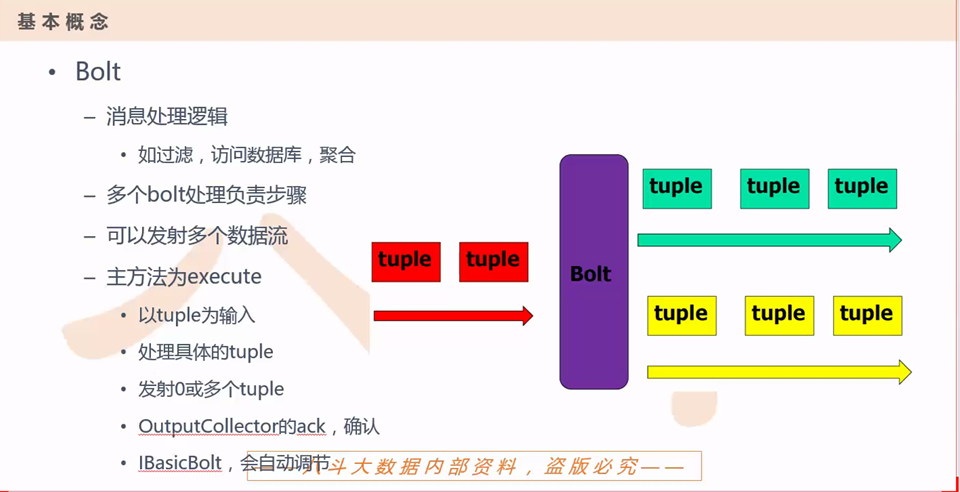 基本概念
• Bolt
– 消息处理逻辑
• 如过滤，访问数据库，聚合
– 多个bolt处理负责步骤
– 可以发射多个数据流
– 主方法为execute
• 以tuple为输入
• 处理具体的tuple
• 发射0或多个tuple
• OutputCollector的ack，确认
• IBasicBolt，会自动调节
tuple tuple
Bolt
tuple tuple tuple
tuple tuple tuple
八斗大数据内部资料，盗版必究——